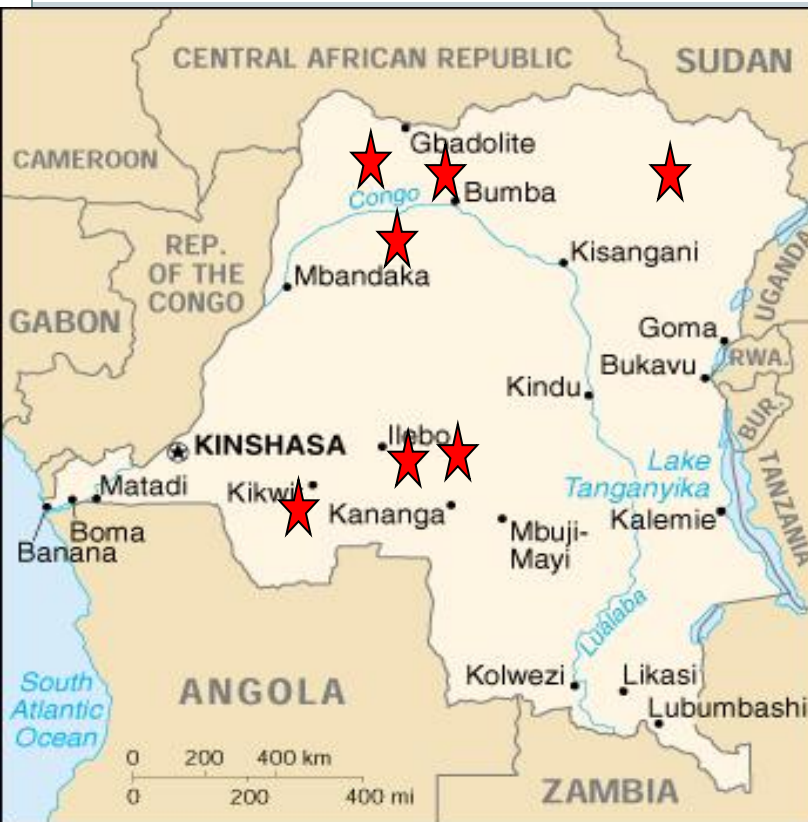 CENTRAL AFRICAN REPUBLIC
SUDAN
CAMEROON
Gbadolite
Congo
Bumba
REP.
OF THE
CONGO
Kisangani
UGANDA
Mbandaka
GABON
Goma
RWA.
Bukavu
Kindu
BUR.
KINSHASA
Ilebo
Lake
Tanganyika
TANZANIA
Matadi
Kikwi
Kananga
Kalemie
Boma
Banana
Mbuji-
Mayi
Lualaba
Kolwezi
Likasi
South
Atlantic
Ocean
ANGOLA
Lubumbashi
0 200 400 km
0 200 400 mi
ZAMBIA